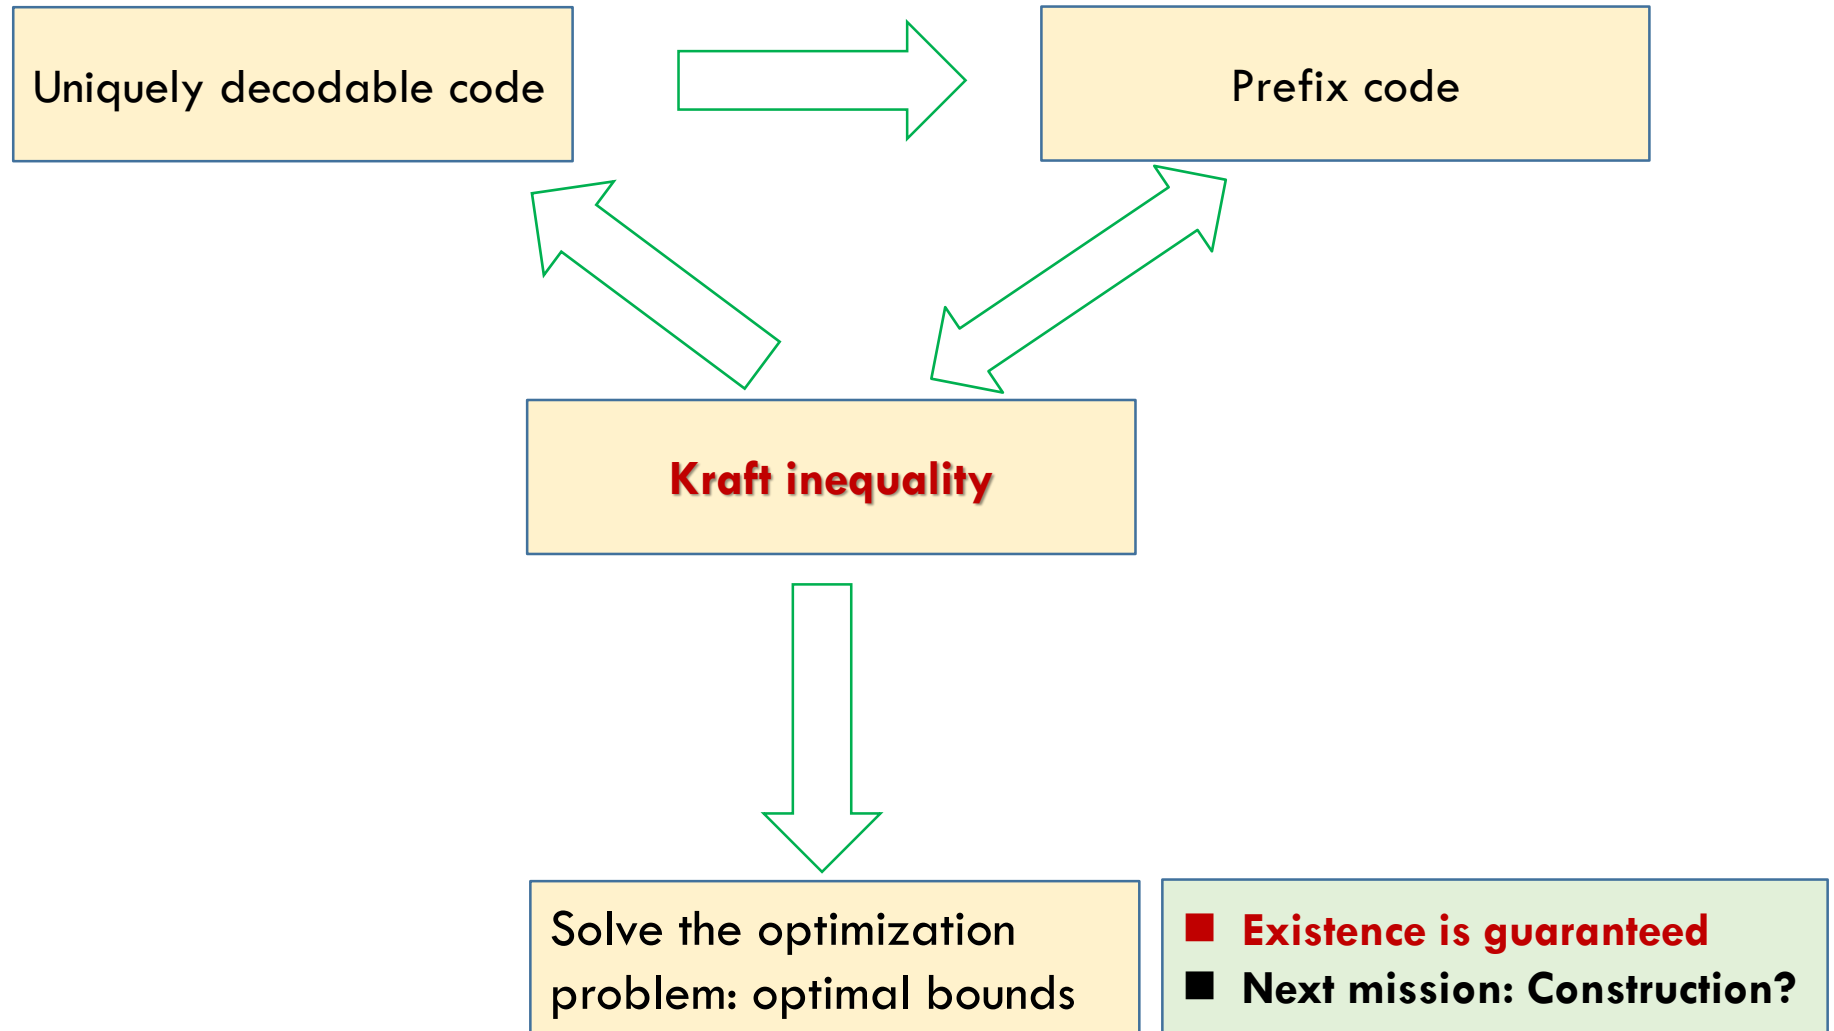 Uniquely decodable code
Prefix code
Kraft inequality
Solve the optimization
problem: optimal bounds
■ Existence is guaranteed
■ Next mission: Construction?